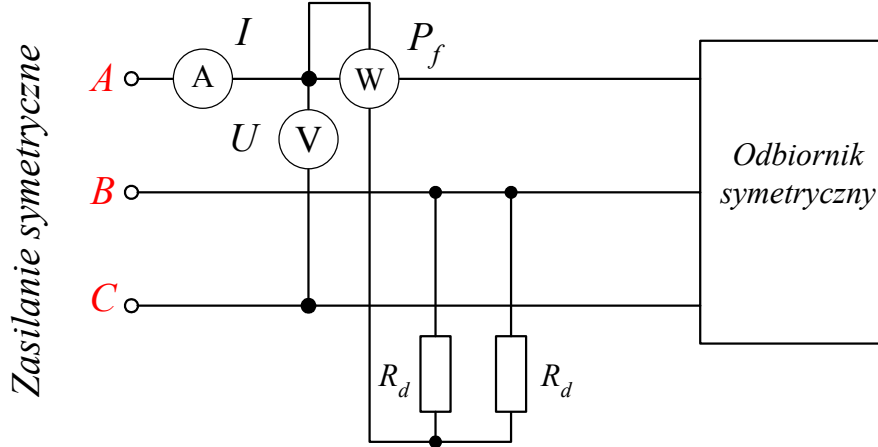 Zasilanie symetryczne
I
P_f
A
A
W
U
V
B
C
R_d
R_d
Odbiornik
symetryczny